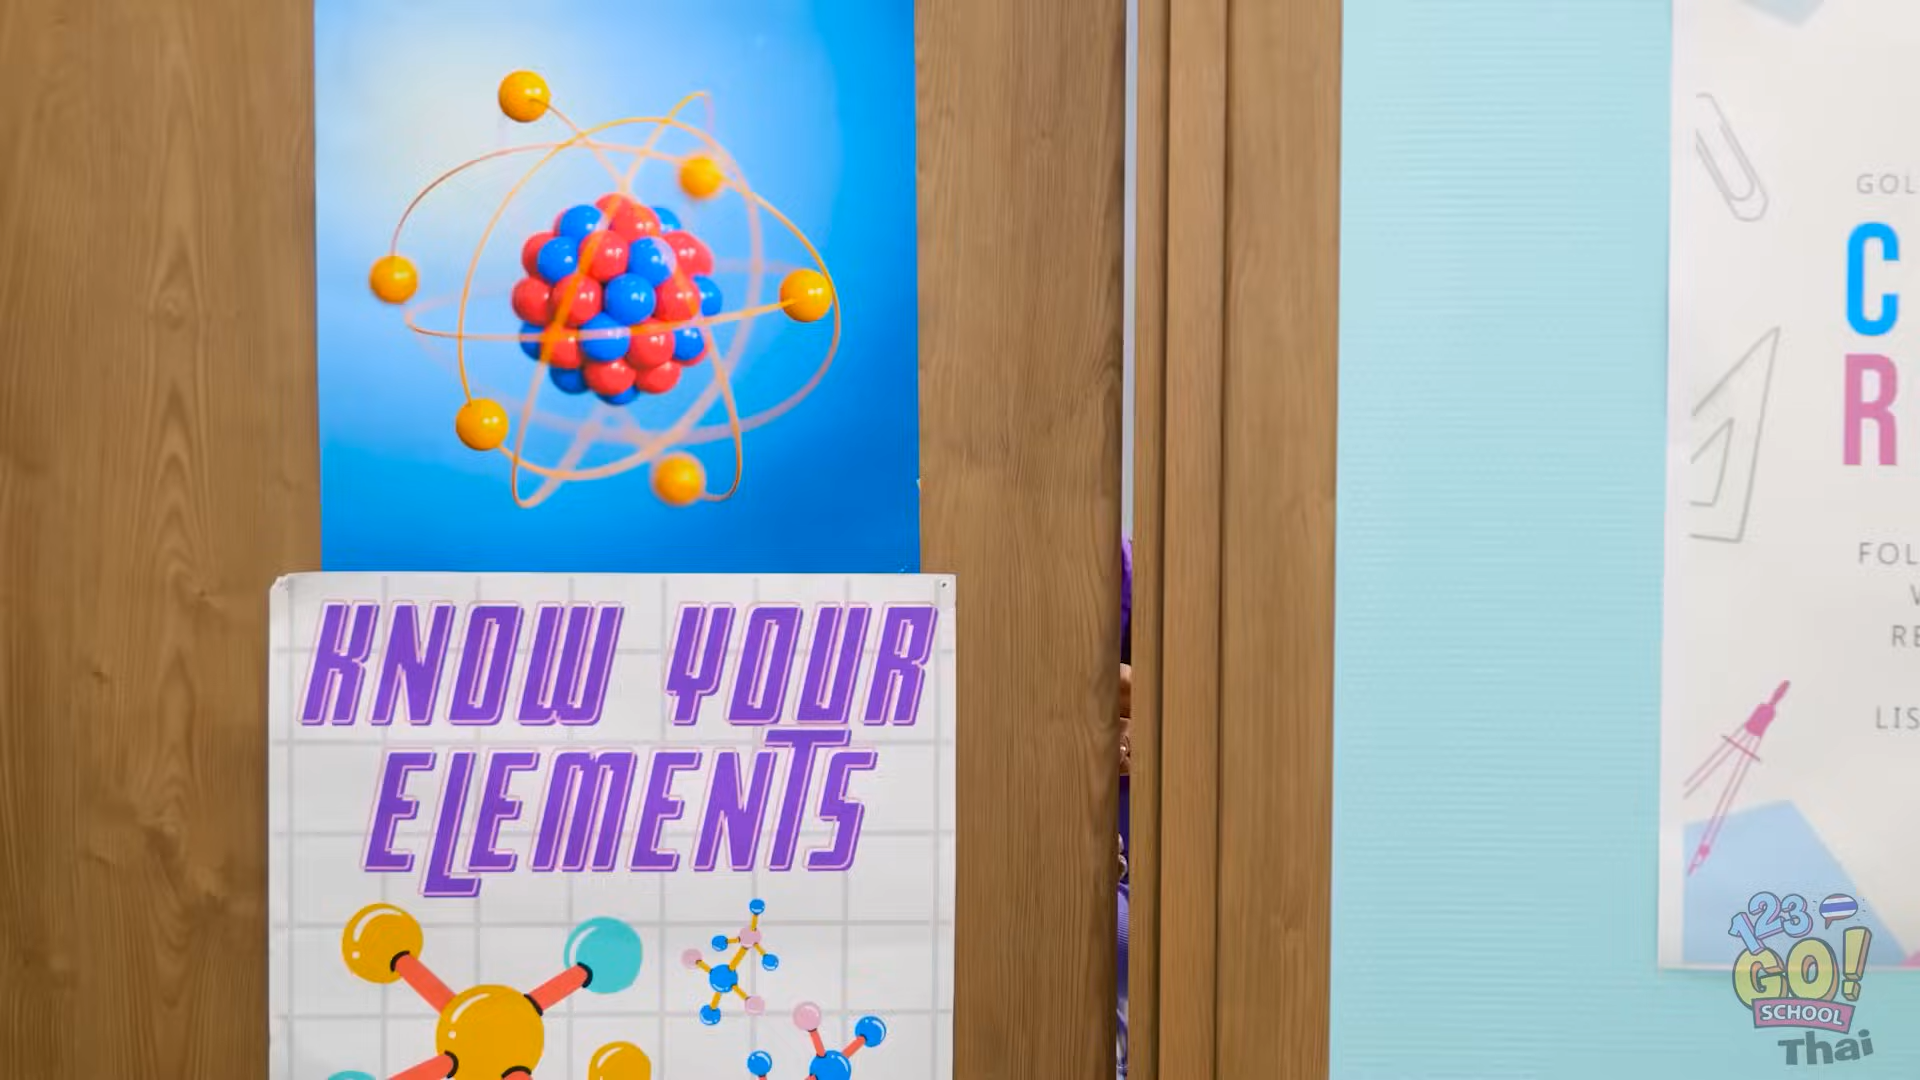 KNOW YOUR
ELEMENTS
GOL
C
R
FOL
RE
LIS
123
GO!
SCHOOL
Thai